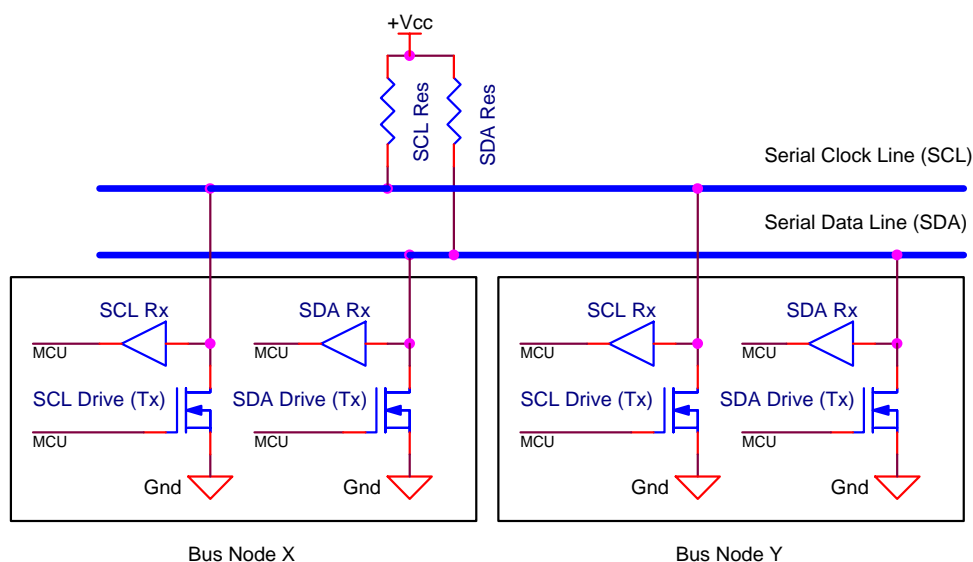 +Vcc
SCL Res
SDA Res
Serial Clock Line (SCL)
Serial Data Line (SDA)
SCL Rx
SDA Rx
SCL Rx
SDA Rx
MCU
MCU
MCU
MCU
SCL Drive (Tx)
SDA Drive (Tx)
SCL Drive (Tx)
SDA Drive (Tx)
MCU
MCU
MCU
MCU
Gnd
Gnd
Gnd
Gnd
Bus Node X
Bus Node Y